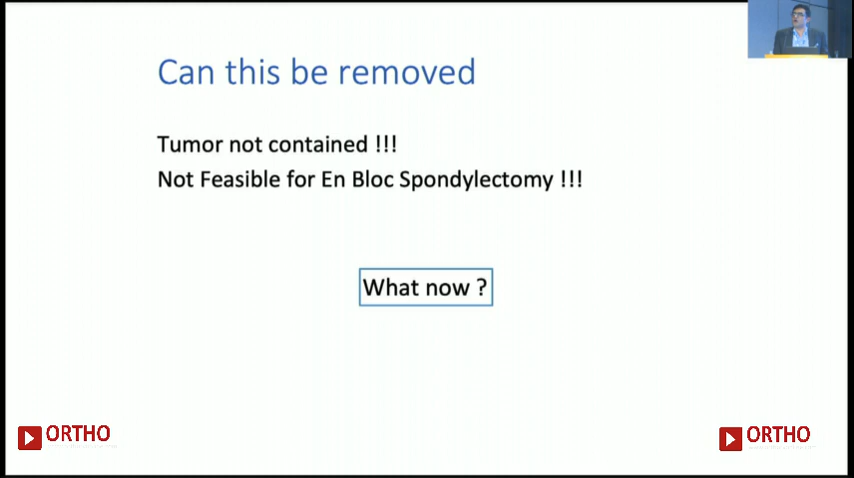 Can this be removed
Tumor not contained !!!
Not Feasible for En Bloc Spondylectomy !!!
What now ?
ORTHO
ORTHO